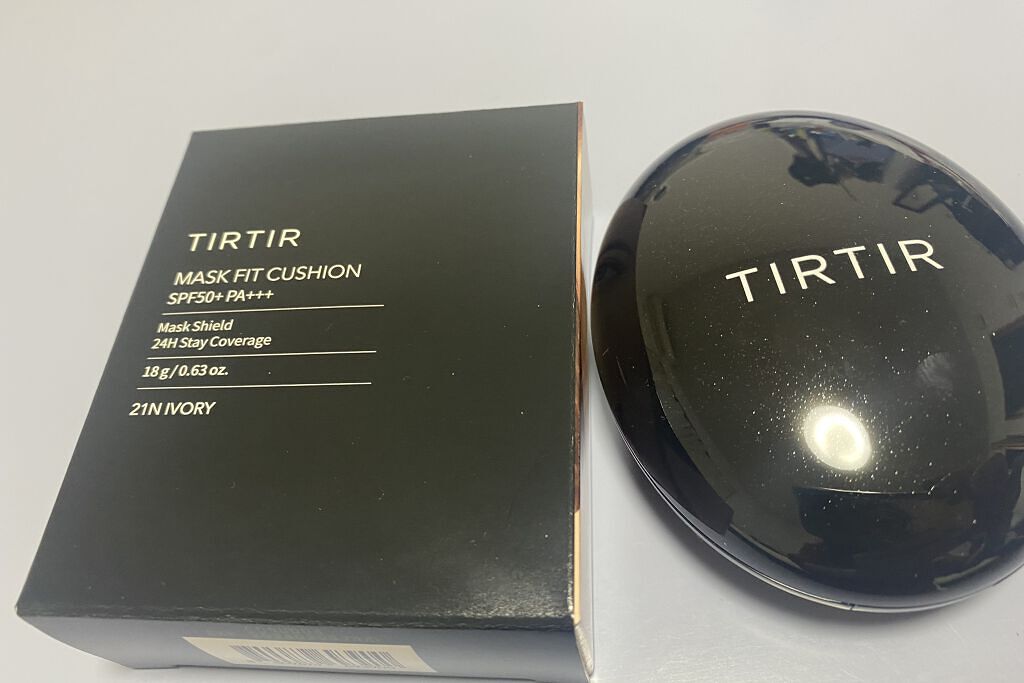 TIRTIR
MASK FIT CUSHION
SPF50+ PA+++
Mask Shield
24H Stay Coverage
18 g / 0.63 oz.
21N IVORY
TIRTIR